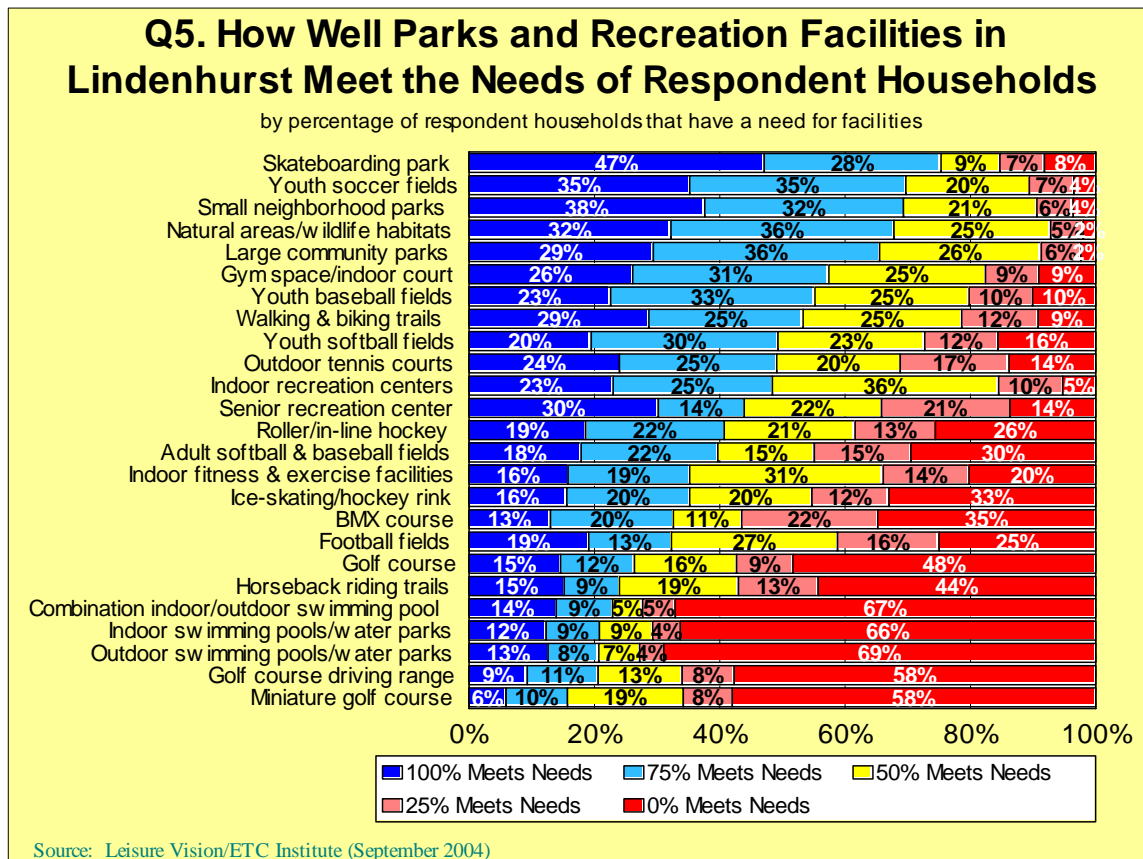 Q5. How Well Parks and Recreation Facilities in
Lindenhurst Meet the Needs of Respondent Households
by percentage of respondent households that have a need for facilities
Skateboarding park 47% 28% 9% 7% 8%
Youth soccer fields 35% 35% 20% 7% 4%
Small neighborhood parks 38% 32% 21% 6% 4%
Natural areas/wildlife habitats 32% 36% 25% 5% 2%
Large community parks 29% 36% 26% 6% 2%
Gym space/indoor court 26% 31% 25% 9% 9%
Youth baseball fields 23% 33% 25% 10% 10%
Walking & biking trails 29% 25% 25% 12% 9%
Youth softball fields 20% 30% 23% 12% 16%
Outdoor tennis courts 24% 25% 20% 17% 14%
Indoor recreation centers 23% 25% 36% 10% 5%
Senior recreation center 30% 14% 22% 21% 14%
Roller/in-line hockey 19% 22% 21% 13% 26%
Adult softball & baseball fields 18% 22% 15% 15% 30%
Indoor fitness & exercise facilities 16% 19% 31% 14% 20%
Ice-skating/hockey rink 16% 20% 20% 12% 33%
BMX course 13% 20% 11% 22% 35%
Football fields 19% 13% 27% 16% 25%
Golf course 15% 12% 16% 9% 48%
Horseback riding trails 15% 9% 19% 13% 44%
Combination indoor/outdoor swimming pool 14% 9% 5% 5% 67%
Indoor swimming pools/water parks 12% 9% 9% 4% 66%
Outdoor swimming pools/water parks 13% 8% 7% 4% 69%
Golf course driving range 9% 11% 13% 8% 58%
Miniature golf course 6% 10% 19% 8% 58%
0% 20% 40% 60% 80% 100%
100% Meets Needs 75% Meets Needs 50% Meets Needs
25% Meets Needs 0% Meets Needs
Source: Leisure Vision/ETC Institute (September 2004)